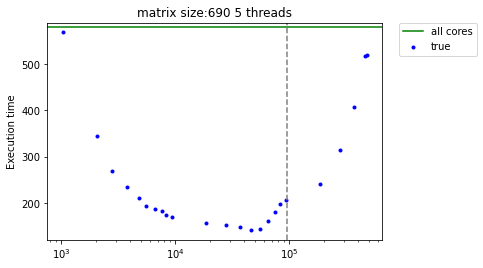 matrix size:690 5 threads
all cores
true
Execution time
500
400
300
200
10³
10⁴
10⁵